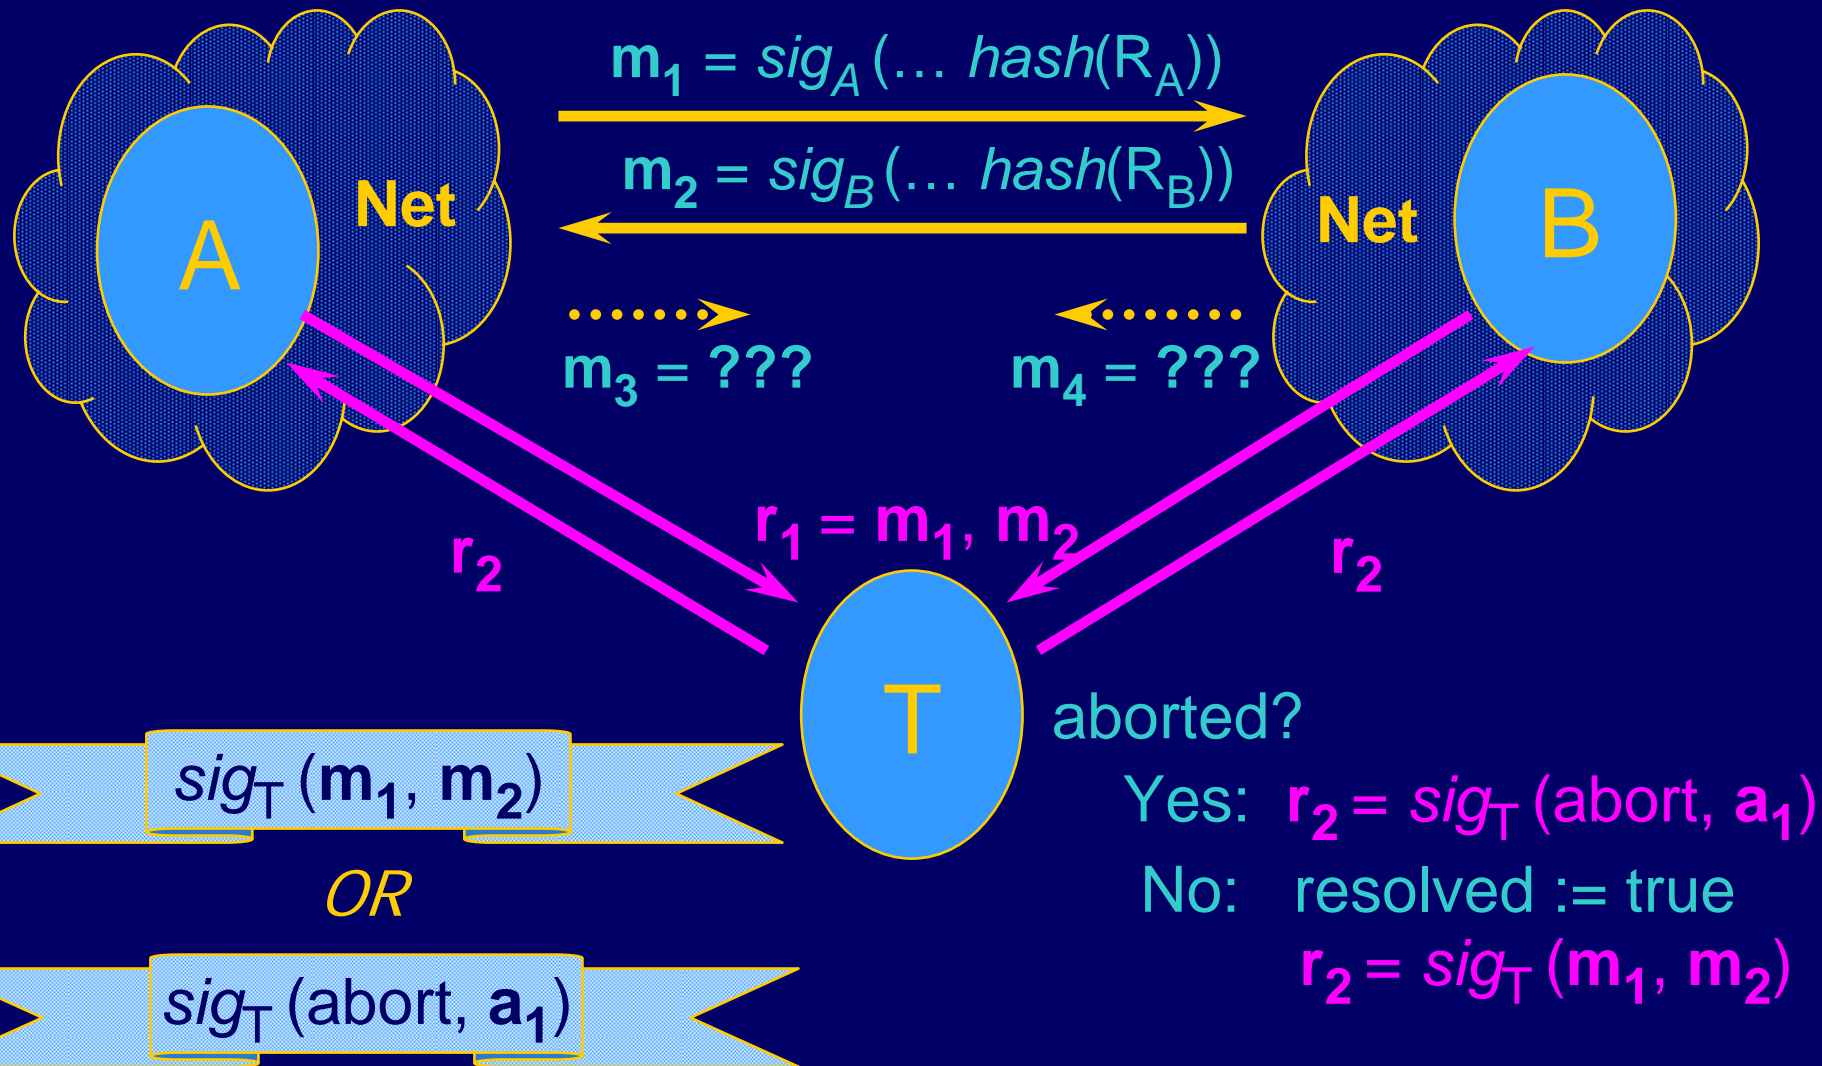 m1 = sigA (… hash(RA))
m2 = sigB (… hash(RB))
A
Net
Net
B
m3 = ???
m4 = ???
r1 = m1, m2
r2
r2
T
aborted?
Yes: r2 = sigT (abort, a1)
No: resolved := true
r2 = sigT (m1, m2)
sigT (m1, m2)
OR
sigT (abort, a1)